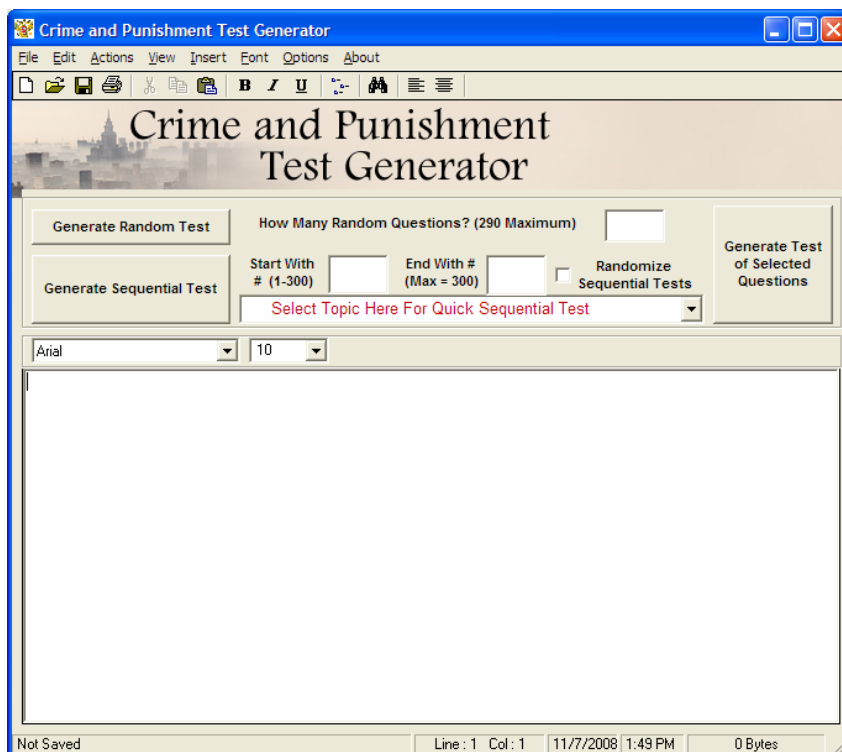 Crime and Punishment Test Generator
File Edit Actions View Insert Font Options About
B I U
Crime and Punishment
Test Generator
Generate Random Test
How Many Random Questions? (290 Maximum)
Generate Sequential Test
Start With
# (1-300)
End With #
(Max = 300)
Randomize
Sequential Tests
Select Topic Here For Quick Sequential Test
Generate Test
of Selected
Questions
Arial 10
Not Saved Line : 1 Col : 1 11/7/2008 1:49 PM 0 Bytes